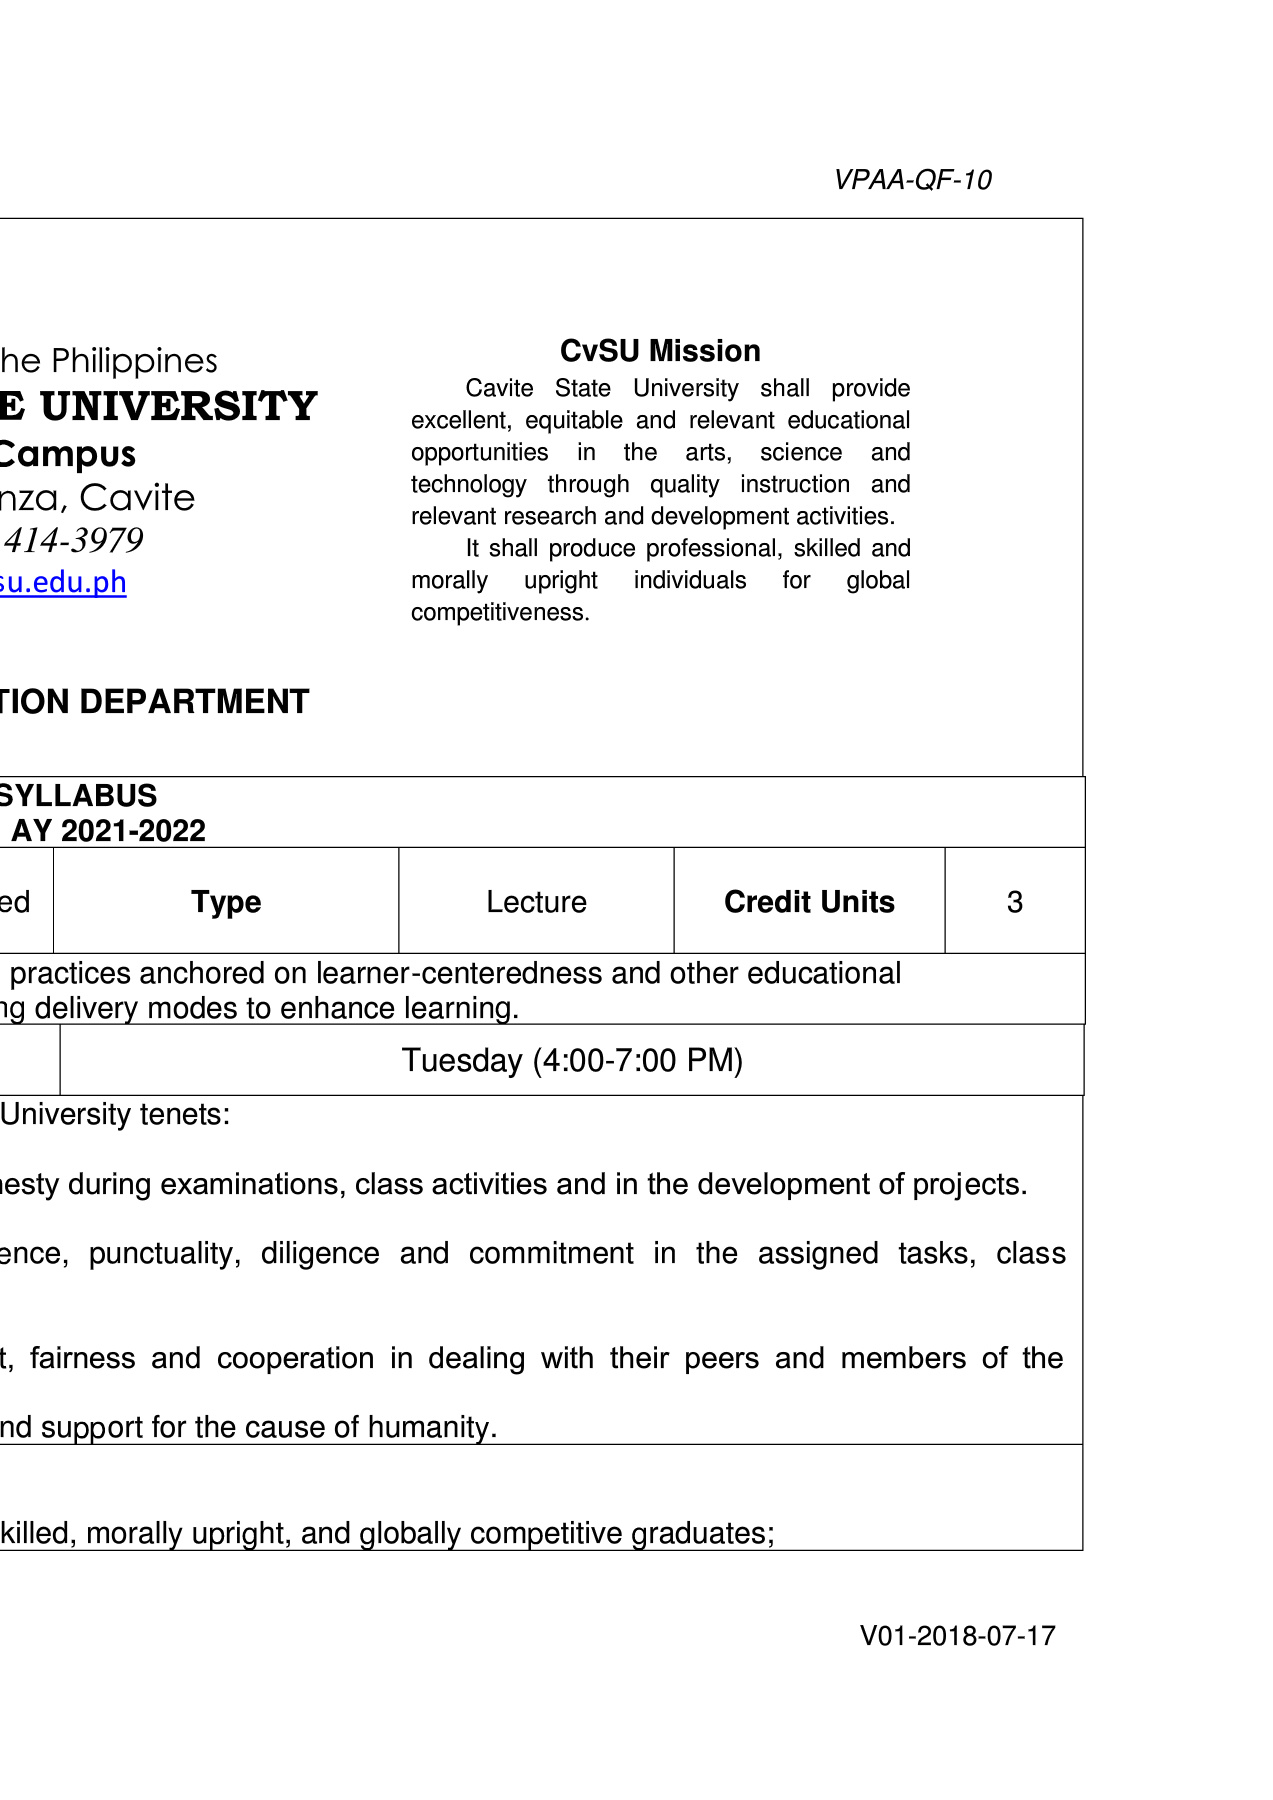 VPAA-QF-10
he Philippines
E UNIVERSITY
Campus
nza, Cavite
414-3979
su.edu.ph
CvSU Mission
Cavite State University shall provide
excellent, equitable and relevant educational
opportunities in the arts, science and
technology through quality instruction and
relevant research and development activities.
It shall produce professional, skilled and
morally upright individuals for global
competitiveness.
TION DEPARTMENT
SYLLABUS
AY 2021-2022
ed Type Lecture Credit Units 3
practices anchored on learner-centeredness and other educational
ng delivery modes to enhance learning.
Tuesday (4:00-7:00 PM)
University tenets:
nesty during examinations, class activities and in the development of projects.
ence, punctuality, diligence and commitment in the assigned tasks, class
t, fairness and cooperation in dealing with their peers and members of the
nd support for the cause of humanity.
killed, morally upright, and globally competitive graduates;
V01-2018-07-17